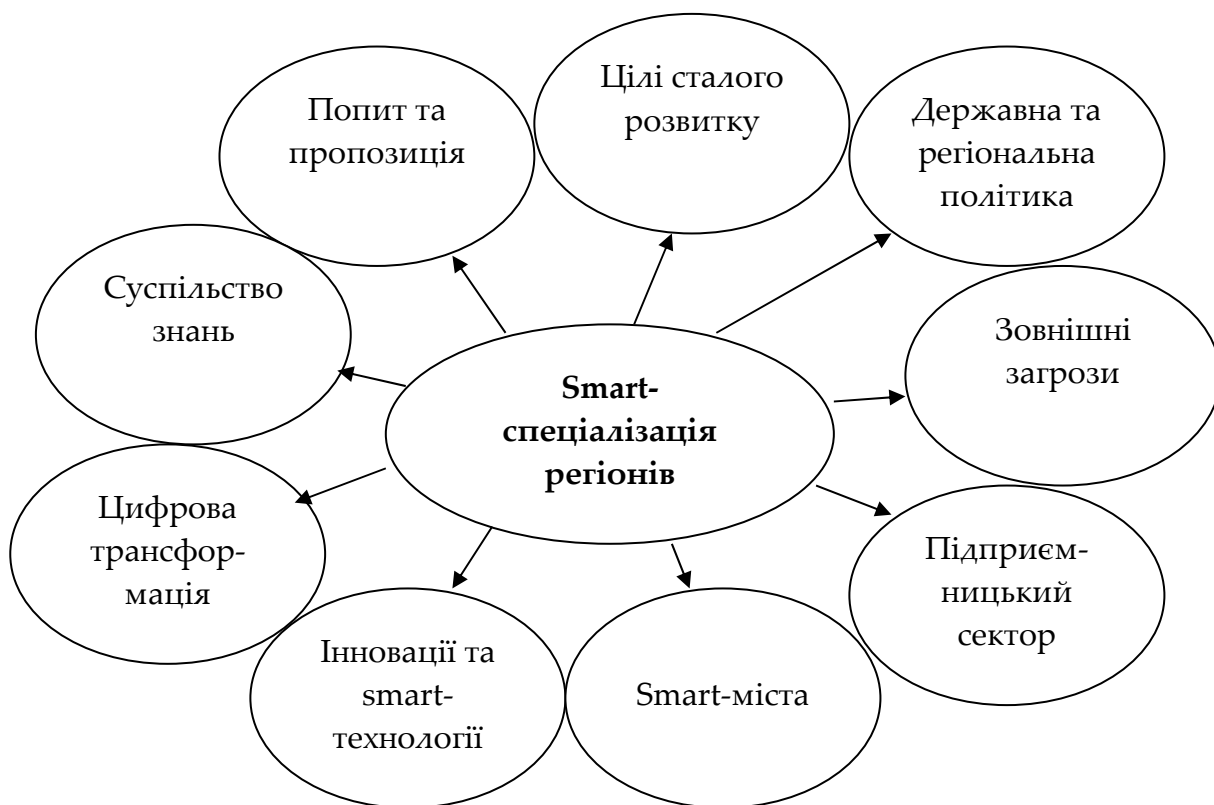 Цілі сталого
розвитку
Попит та
пропозиція
Державна та
регіональна
політика
Суспільство
знань
Зовнішні
загрози
Smart-
спеціалізація
регіонів
Цифрова
трансфор-
мація
Підприєм-
ницький
сектор
Інновації та
smart-
технології
Smart-міста